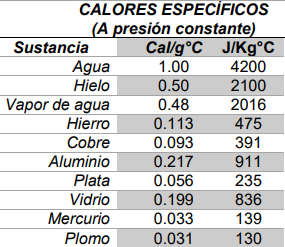 CALORES ESPECÍFICOS
(A presión constante)
Sustancia Cal/g°C J/Kg°C
Agua 1.00 4200
Hielo 0.50 2100
Vapor de agua 0.48 2016
Hierro 0.113 475
Cobre 0.093 391
Aluminio 0.217 911
Plata 0.056 235
Vidrio 0.199 836
Mercurio 0.033 139
Plomo 0.031 130